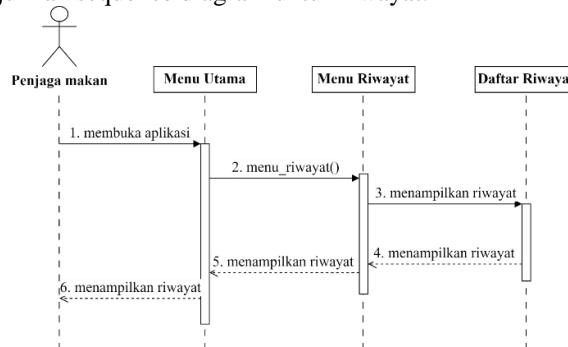 Penjaga makan
Menu Utama
Menu Riwayat
Daftar
1. membuka aplikasi
2. menu_riwayat()
3. menampilkan riwayat
4. menampilkan riwayat
5. menampilkan riwayat
6. menampilkan riwayat